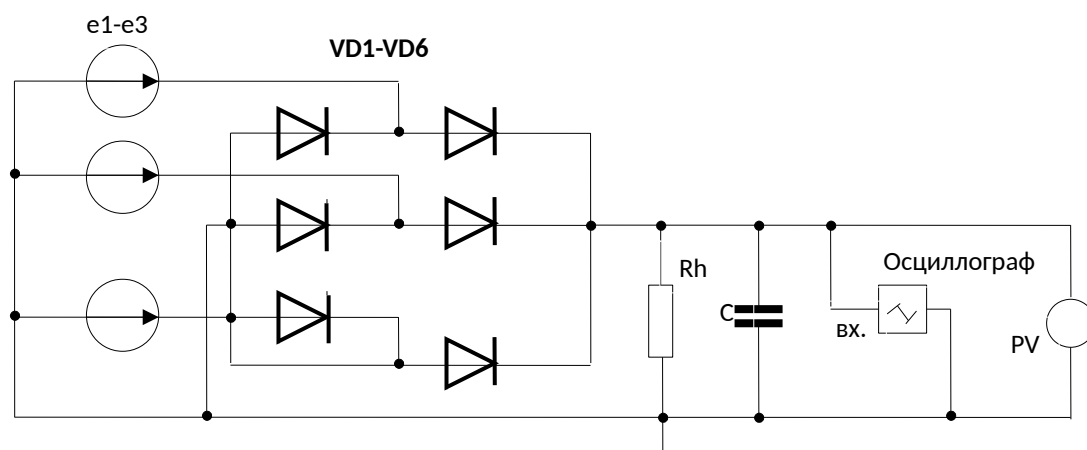 e1-e3
VD1-VD6
Rh
C
Осциллограф
вх.
PV